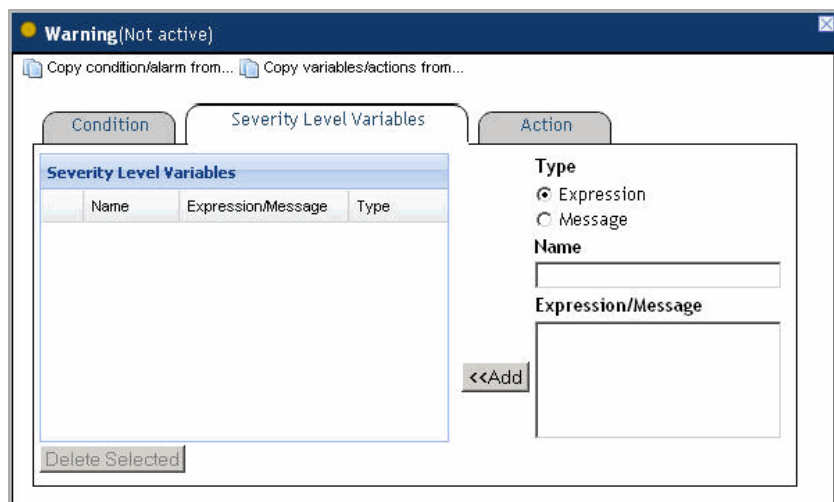 Warning(Not active)
Copy condition/alarm from... Copy variables/actions from...
Condition
Severity Level Variables
Action
Severity Level Variables
Name Expression/Message Type
Delete Selected
<<Add
Type
Expression
Message
Name
Expression/Message